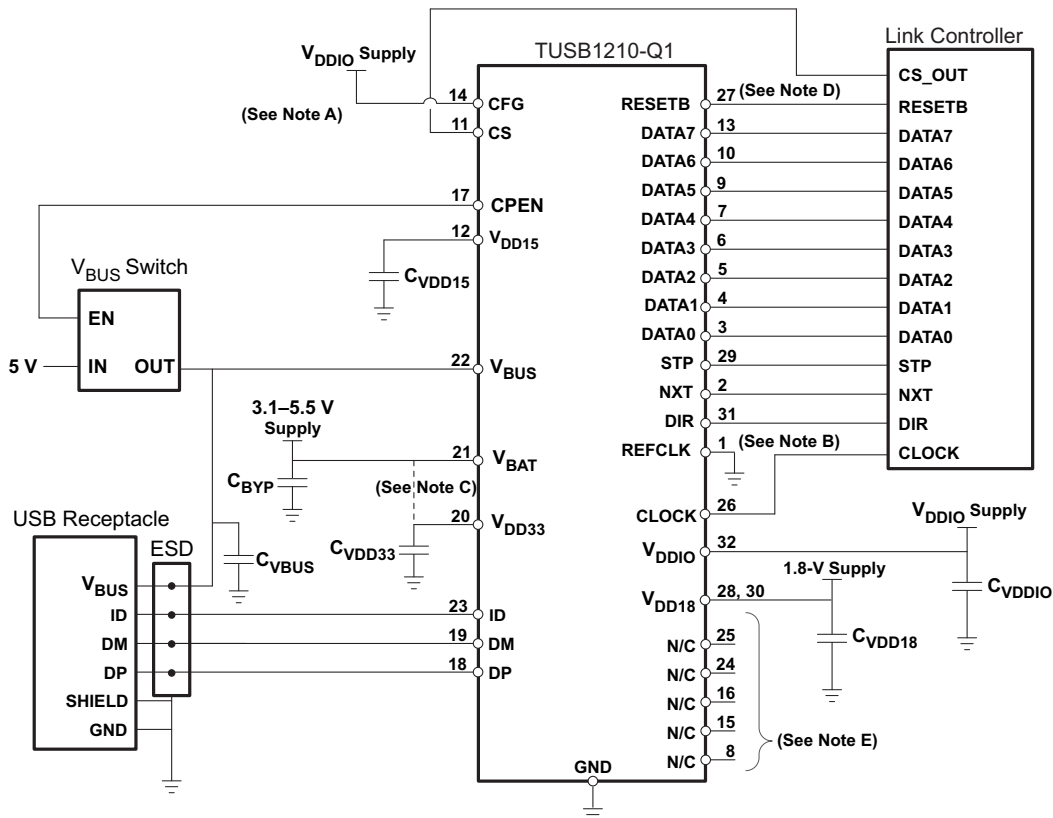 Link Controller
TUSB1210-Q1
VDDIO Supply
(See Note A)
14
CFG
11
CS
17
CPEN
12
VDD15
CVDD15
VBUS Switch
EN
5 V
IN
OUT
22
VBUS
3.1–5.5 V
Supply
21
VBAT
CBYP
(See Note C)
20
VDD33
CVDD33
USB Receptacle
ESD
CVBUS
VBUS
ID
23
ID
DM
19
DM
DP
18
DP
SHIELD
GND
GND
RESETB
27
(See Note D)
DATA7
13
DATA6
10
DATA5
9
DATA4
7
DATA3
6
DATA2
5
DATA1
4
DATA0
3
STP
29
NXT
2
DIR
31
REFCLK
1
(See Note B)
CLOCK
26
VDDIO
32
VDDIO Supply
CVDDIO
1.8-V Supply
VDD18
28, 30
CVDD18
N/C
25
N/C
24
N/C
16
N/C
15
N/C
8
(See Note E)
CS_OUT
RESETB
DATA7
DATA6
DATA5
DATA4
DATA3
DATA2
DATA1
DATA0
STP
NXT
DIR
CLOCK